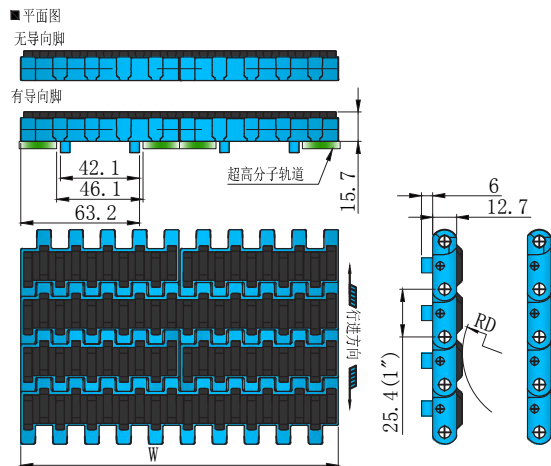 ■平面图
无导向脚
有导向脚
42.1
46.1
63.2
超高分子轨道
15.7
6
12.7
行进方向
RD
25.4(1″)
W